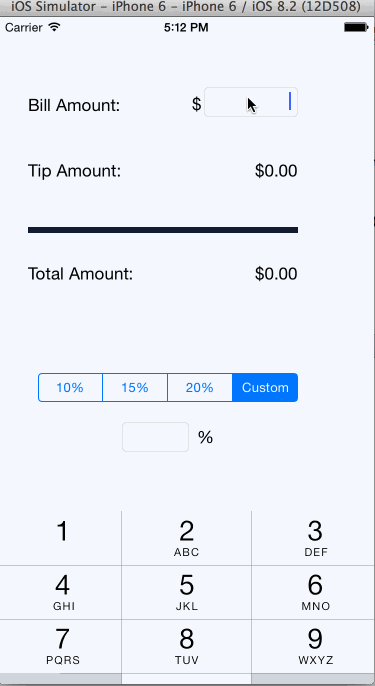 iOS Simulator - iPhone 6 - iPhone 6 / iOS 8.2 (12D508)
Carrier 5:12 PM
Bill Amount: $
Tip Amount: $0.00
Total Amount: $0.00
10% 15% 20% Custom
%
1 2 3
ABC DEF
4 5 6
GHI JKL MNO
7 8 9
PQRS TUV WXYZ